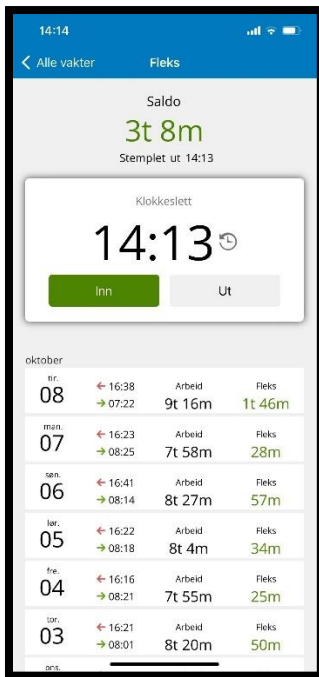 14:14
Alle vakter Fleks
Saldo
3t 8m
Stemplet ut 14:13
Klokkeslett
14:13
Inn Ut
oktober
tir.
08
← 16:38 Arbeid Fleks
→ 07:22 9t 16m 1t 46m
man.
07
← 16:23 Arbeid Fleks
→ 08:25 7t 58m 28m
søn.
06
← 16:41 Arbeid Fleks
→ 08:14 8t 27m 57m
lør.
05
← 16:22 Arbeid Fleks
→ 08:18 8t 4m 34m
fre.
04
← 16:16 Arbeid Fleks
→ 08:21 7t 55m 25m
tor.
03
← 16:21 Arbeid Fleks
→ 08:01 8t 20m 50m
ons.